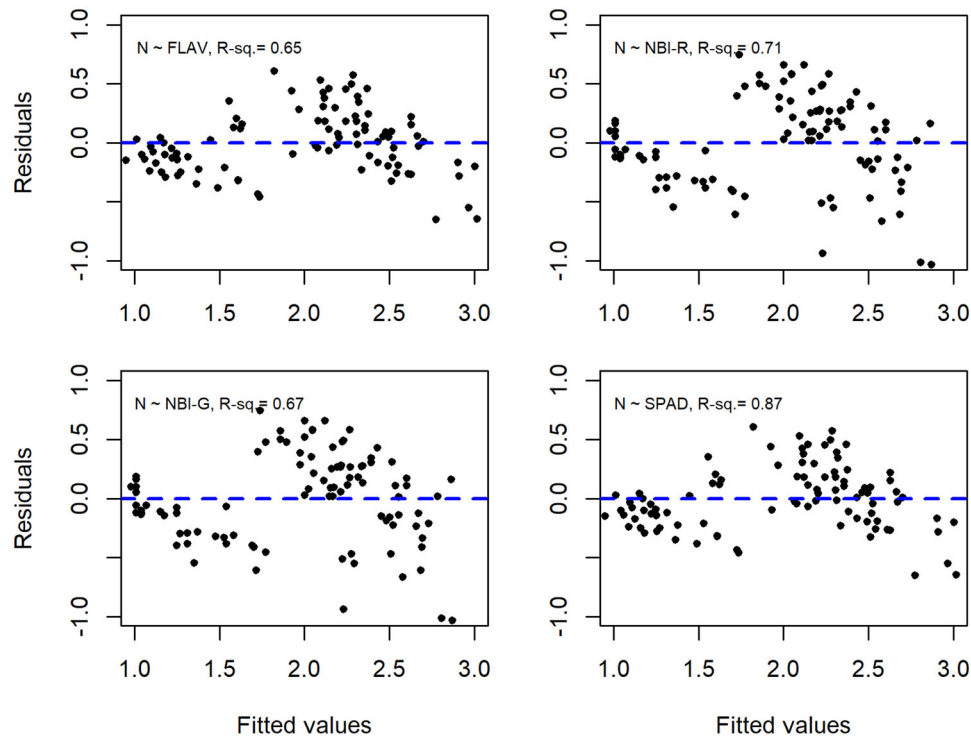 N ~ FLAV, R-sq.= 0.65
Residuals
1.0
0.5
0.0
-1.0
1.0 1.5 2.0 2.5 3.0
N ~ NBI-R, R-sq.= 0.71
1.0
0.5
0.0
-1.0
1.0 1.5 2.0 2.5 3.0
N ~ NBI-G, R-sq.= 0.67
Residuals
1.0
0.5
0.0
-1.0
1.0 1.5 2.0 2.5 3.0
Fitted values
N ~ SPAD, R-sq.= 0.87
1.0
0.5
0.0
-1.0
1.0 1.5 2.0 2.5 3.0
Fitted values